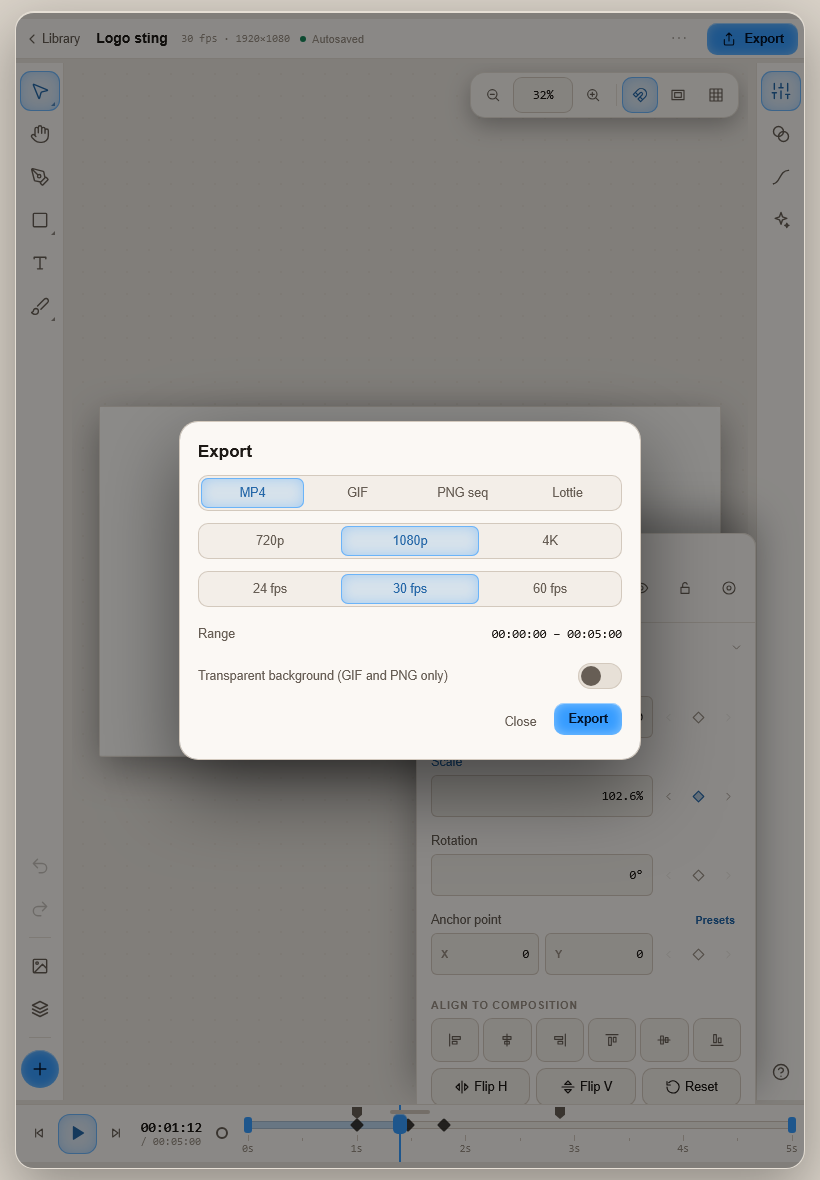 Library Logo sting 30 fps · 1920×1080 Autosaved ··· Export
32%
Export
MP4 GIF PNG seq Lottie
720p 1080p 4K
24 fps 30 fps 60 fps
Range 00:00:00 – 00:05:00
Transparent background (GIF and PNG only)
Close Export
Scale
102.6%
Rotation
0°
Anchor point Presets
X 0 Y 0
ALIGN TO COMPOSITION
Flip H Flip V Reset
00:01:12
/ 00:05:00
0s 1s 2s 3s 4s 5s